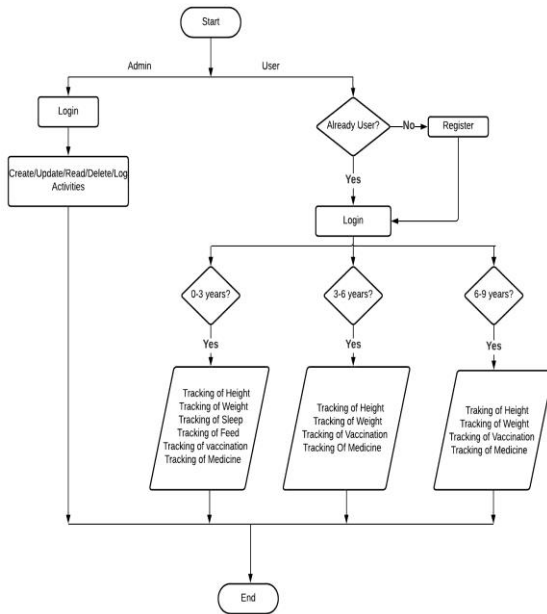 Start
Admin
User
Login
Already User?
No
Register
Create/Update/Read/Delete/Log
Activities
Yes
Login
0-3 years?
3-6 years?
6-9 years?
Yes
Yes
Yes
Tracking of Height
Tracking of Weight
Tracking of Sleep
Tracking of Feed
Tracking of vaccination
Tracking of Medicine
Tracking of Height
Tracking of Weight
Tracking of Vaccination
Tracking Of Medicine
Tracking of Height
Tracking of Weight
Tracking of Vaccination
Tracking of Medicine
End